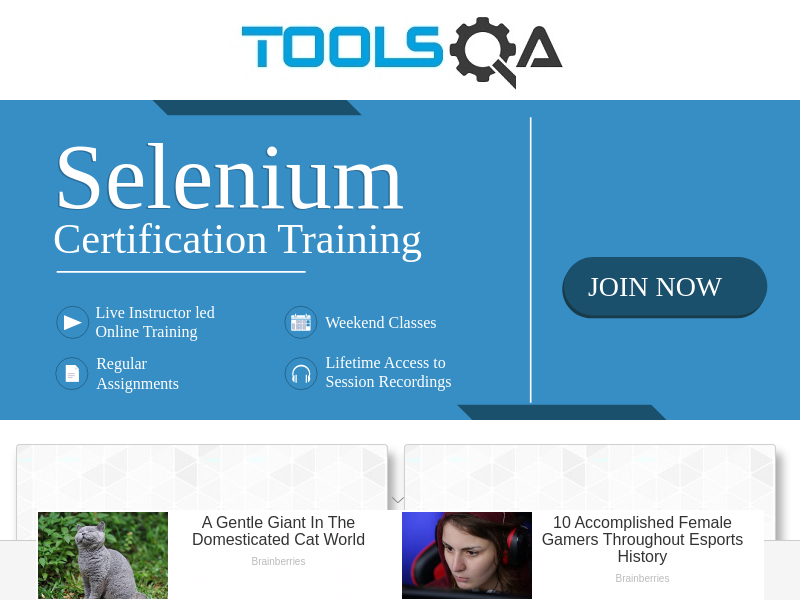 TOOLSQA
Selenium
Certification Training
JOIN NOW
Live Instructor led
Online Training
Weekend Classes
Regular
Assignments
Lifetime Access to
Session Recordings
A Gentle Giant In The
Domesticated Cat World
Brainberries
10 Accomplished Female
Gamers Throughout Esports
History
Brainberries